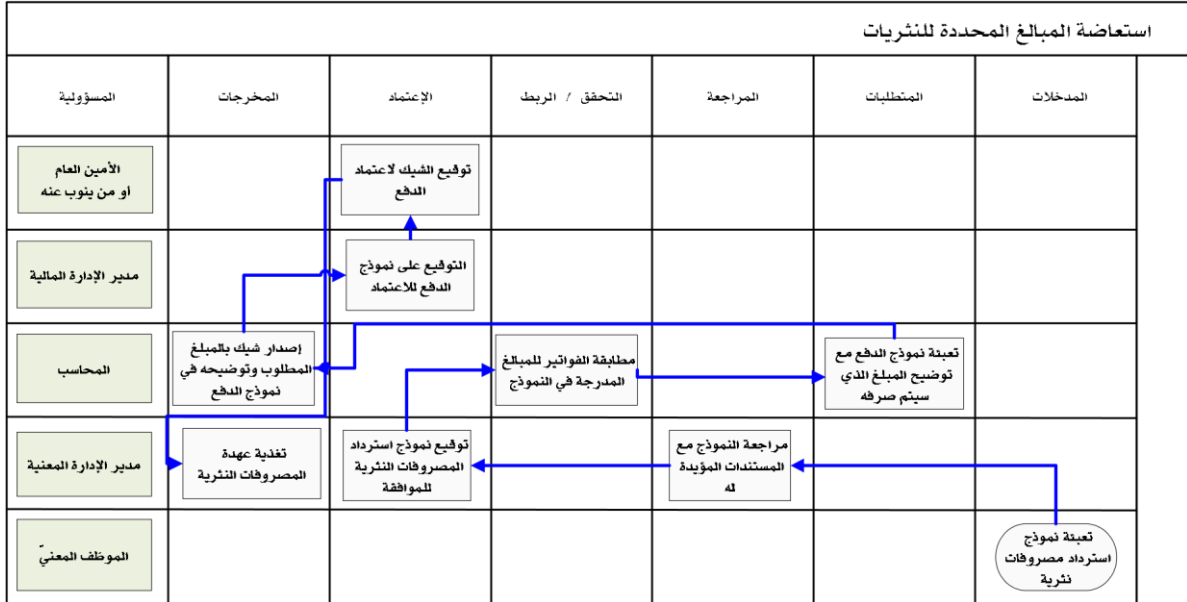 استعاضة المبالغ المحددة للنثريات
المدخلات
المتطلبات
المراجعة
التحقق / الربط
الإعتماد
المخرجات
المسؤولية
توقيع الشيك لاعتماد
الدفع
الأمين العام
او من ينوب عنه
التوقيع على نموذج
الدفع للاعتماد
مدير الإدارة المالية
تعبئة نموذج الدفع مع
توضيح المبلغ الذي
سيتم صرفه
مطابقة الفواتير للمبالغ
المدرجة في النموذج
إصدار شيك بالمبلغ
المطلوب وتوضيحه في
نموذج الدفع
المحاسب
مراجعة النموذج مع
المستندات المؤيدة
له
توقيع نموذج استرداد
المصروفات النثرية
للموافقة
تغذية عهدة
المصروفات النثرية
مدير الإدارة المعنية
تعبئة نموذج
استرداد مصروفات
نثرية
الموظف المعنيّ